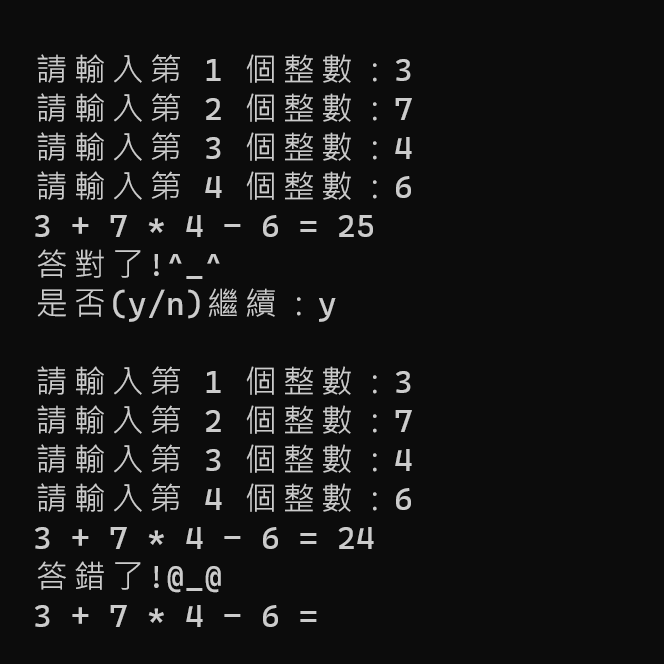 請輸入第 1 個整數：3
請輸入第 2 個整數：7
請輸入第 3 個整數：4
請輸入第 4 個整數：6
3 + 7 * 4 - 6 = 25
答對了!^_^
是否(y/n)繼續：y
請輸入第 1 個整數：3
請輸入第 2 個整數：7
請輸入第 3 個整數：4
請輸入第 4 個整數：6
3 + 7 * 4 - 6 = 24
答錯了!@_@
3 + 7 * 4 - 6 =